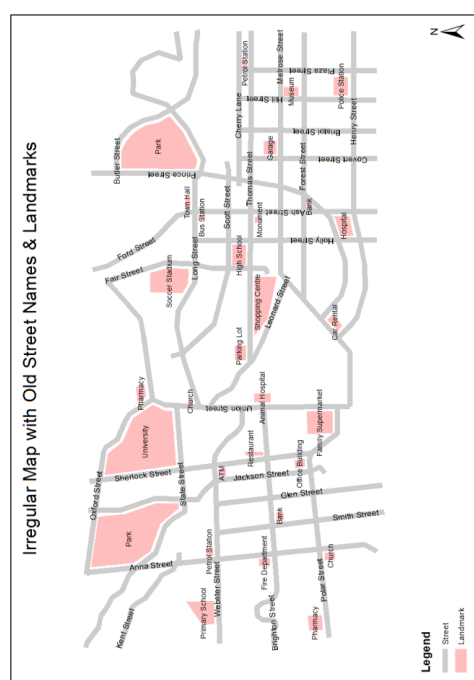 Irregular Map with Old Street Names & Landmarks
Kent Street
Anna Street
Park
Oxford Street
Sherlock Street
University
State Street
Pharmacy
Church
Union Street
Fair Street
Ford Street
Soccer Stadium
Long Street
Town Hall
Bus Station
Prince Street
Butler Street
Park
Primary School
Webster Street
Petrol Station
ATM
Jackson Street
Restaurant
Animal Hospital
Parking Lot
Shopping Centre
Leonard Street
High School
Scott Street
Monument
Thomas Street
Cherry Lane
Petrol Station
Garage
Brighton Street
Fire Department
Bank
Glen Street
Smith Street
Office Building
Family Supermarket
Car Rental
Holly Street
Ash Street
Bank
Forest Street
Hospital
Covert Street
Bristol Street
Hill Street
Museum
Melrose Street
Plaza Street
Police Station
Henry Street
Pharmacy
Polar Street
Church
Legend
Street
Landmark
N